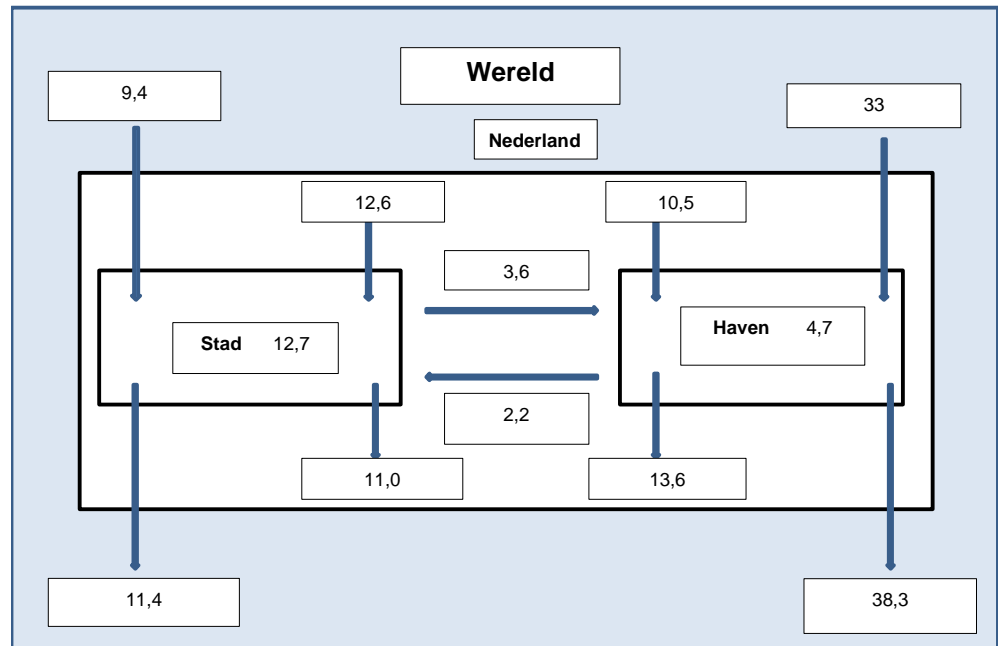 Wereld
9,4
33
Nederland
12,6
10,5
3,6
Stad 12,7
Haven 4,7
2,2
11,0
13,6
11,4
38,3